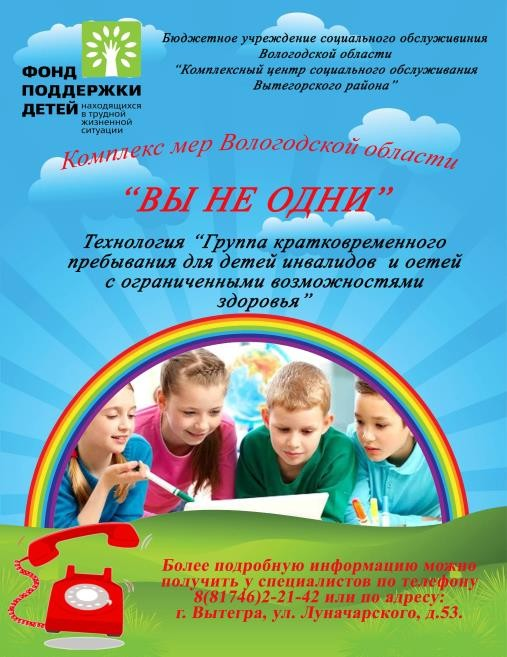 ФОНД
ПОДДЕРЖКИ
ДЕТЕЙ
находящихся
в трудной
жизненной
ситуации
Бюджетное учреждение социального обслуживиния
Вологодской области
“Комплексный центр социального обслуживания
Вытегорского района”
Комплекс мер Вологодской области
“ВЫ НЕ ОДНИ”
Технология “Группа кратковременного
пребывания для детей инвалидов и оетей
с ограниченными возможностями
здоровья”
Более подробную информацию можно
получить у специалистов по телефону
8(81746)2-21-42 или по адресу:
г. Вытегра, ул. Луначарского, д.53.